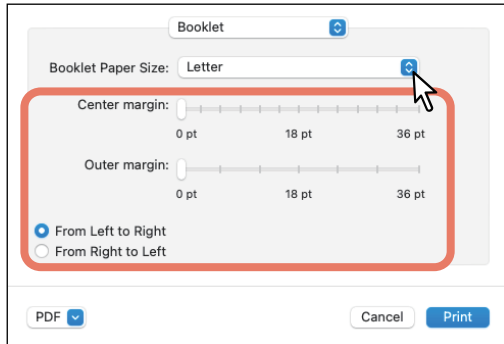 Booklet
Booklet Paper Size: Letter
Center margin:
0 pt 18 pt 36 pt
Outer margin:
0 pt 18 pt 36 pt
From Left to Right
From Right to Left
PDF Cancel Print